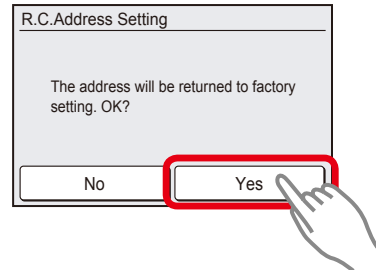 R.C.Address Setting
The address will be returned to factory
setting. OK?
No
Yes